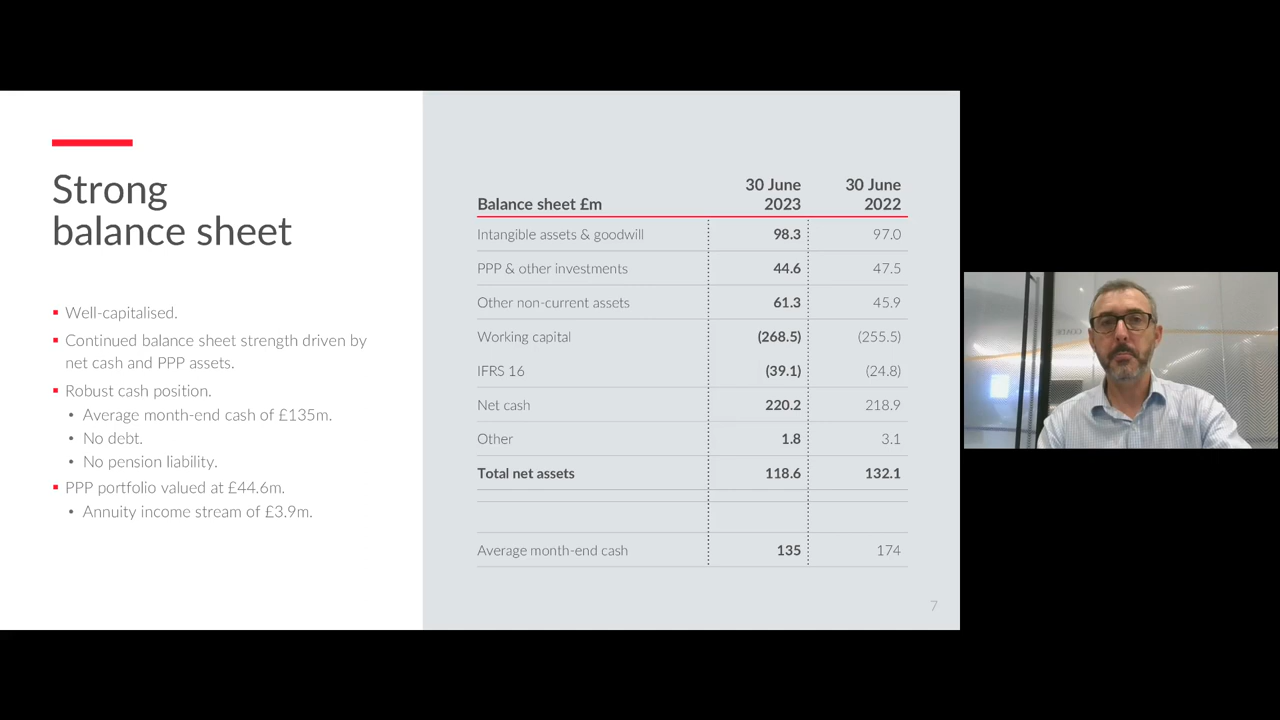 Strong
balance sheet
Well-capitalised.
Continued balance sheet strength driven by
net cash and PPP assets.
Robust cash position.
Average month-end cash of £135m.
No debt.
No pension liability.
PPP portfolio valued at £44.6m.
Annuity income stream of £3.9m.
Balance sheet £m 30 June 2023 30 June 2022
Intangible assets & goodwill 98.3 97.0
PPP & other investments 44.6 47.5
Other non-current assets 61.3 45.9
Working capital (268.5) (255.5)
IFRS 16 (39.1) (24.8)
Net cash 220.2 218.9
Other 1.8 3.1
Total net assets 118.6 132.1
Average month-end cash 135 174
7